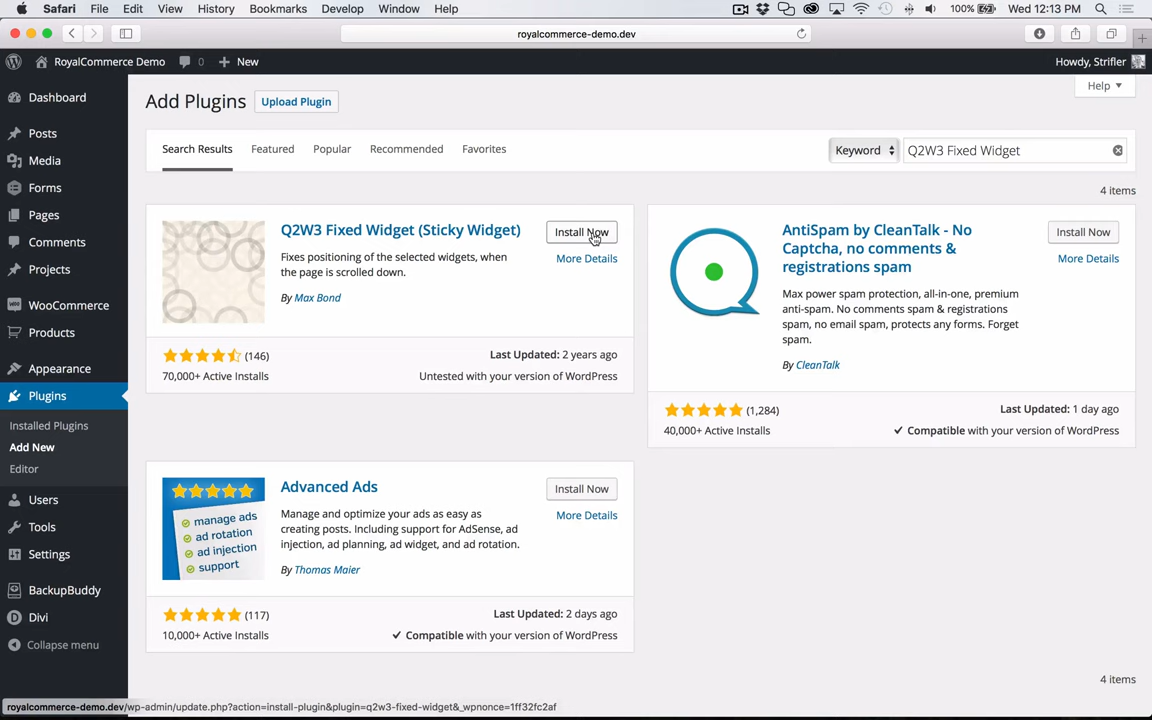 Safari File Edit View History Bookmarks Develop Window Help 100% Wed 12:13 PM
royalcommerce-demo.dev
RoyalCommerce Demo 0 New Howdy, Strifler
Help
Add Plugins Upload Plugin
Search Results Featured Popular Recommended Favorites Keyword Q2W3 Fixed Widget
4 items
Dashboard
Posts
Media
Forms
Pages
Comments
Projects
WooCommerce
Products
Appearance
Plugins
Installed Plugins
Add New
Editor
Users
Tools
Settings
BackupBuddy
Divi
Collapse menu
Q2W3 Fixed Widget (Sticky Widget)
Install Now
More Details
Fixes positioning of the selected widgets, when
the page is scrolled down.
By Max Bond
(146)
70,000+ Active Installs
Last Updated: 2 years ago
Untested with your version of WordPress
AntiSpam by CleanTalk - No
Captcha, no comments &
registrations spam
Install Now
More Details
Max power spam protection, all-in-one, premium
anti-spam. No comments spam & registrations
spam, no email spam, protects any forms. Forget
spam.
By CleanTalk
(1,284)
40,000+ Active Installs
Last Updated: 1 day ago
Compatible with your version of WordPress
manage ads
ad rotation
ad injection
support
Advanced Ads
Install Now
More Details
Manage and optimize your ads as easy as
creating posts. Including support for AdSense, ad
injection, ad planning, ad widget, and ad rotation.
By Thomas Maier
(117)
10,000+ Active Installs
Last Updated: 2 days ago
Compatible with your version of WordPress
4 items
royalcommerce-demo.dev/wp-admin/update.php?action=install-plugin&plugin=q2w3-fixed-widget&_wpnonce=1ff32fc2af